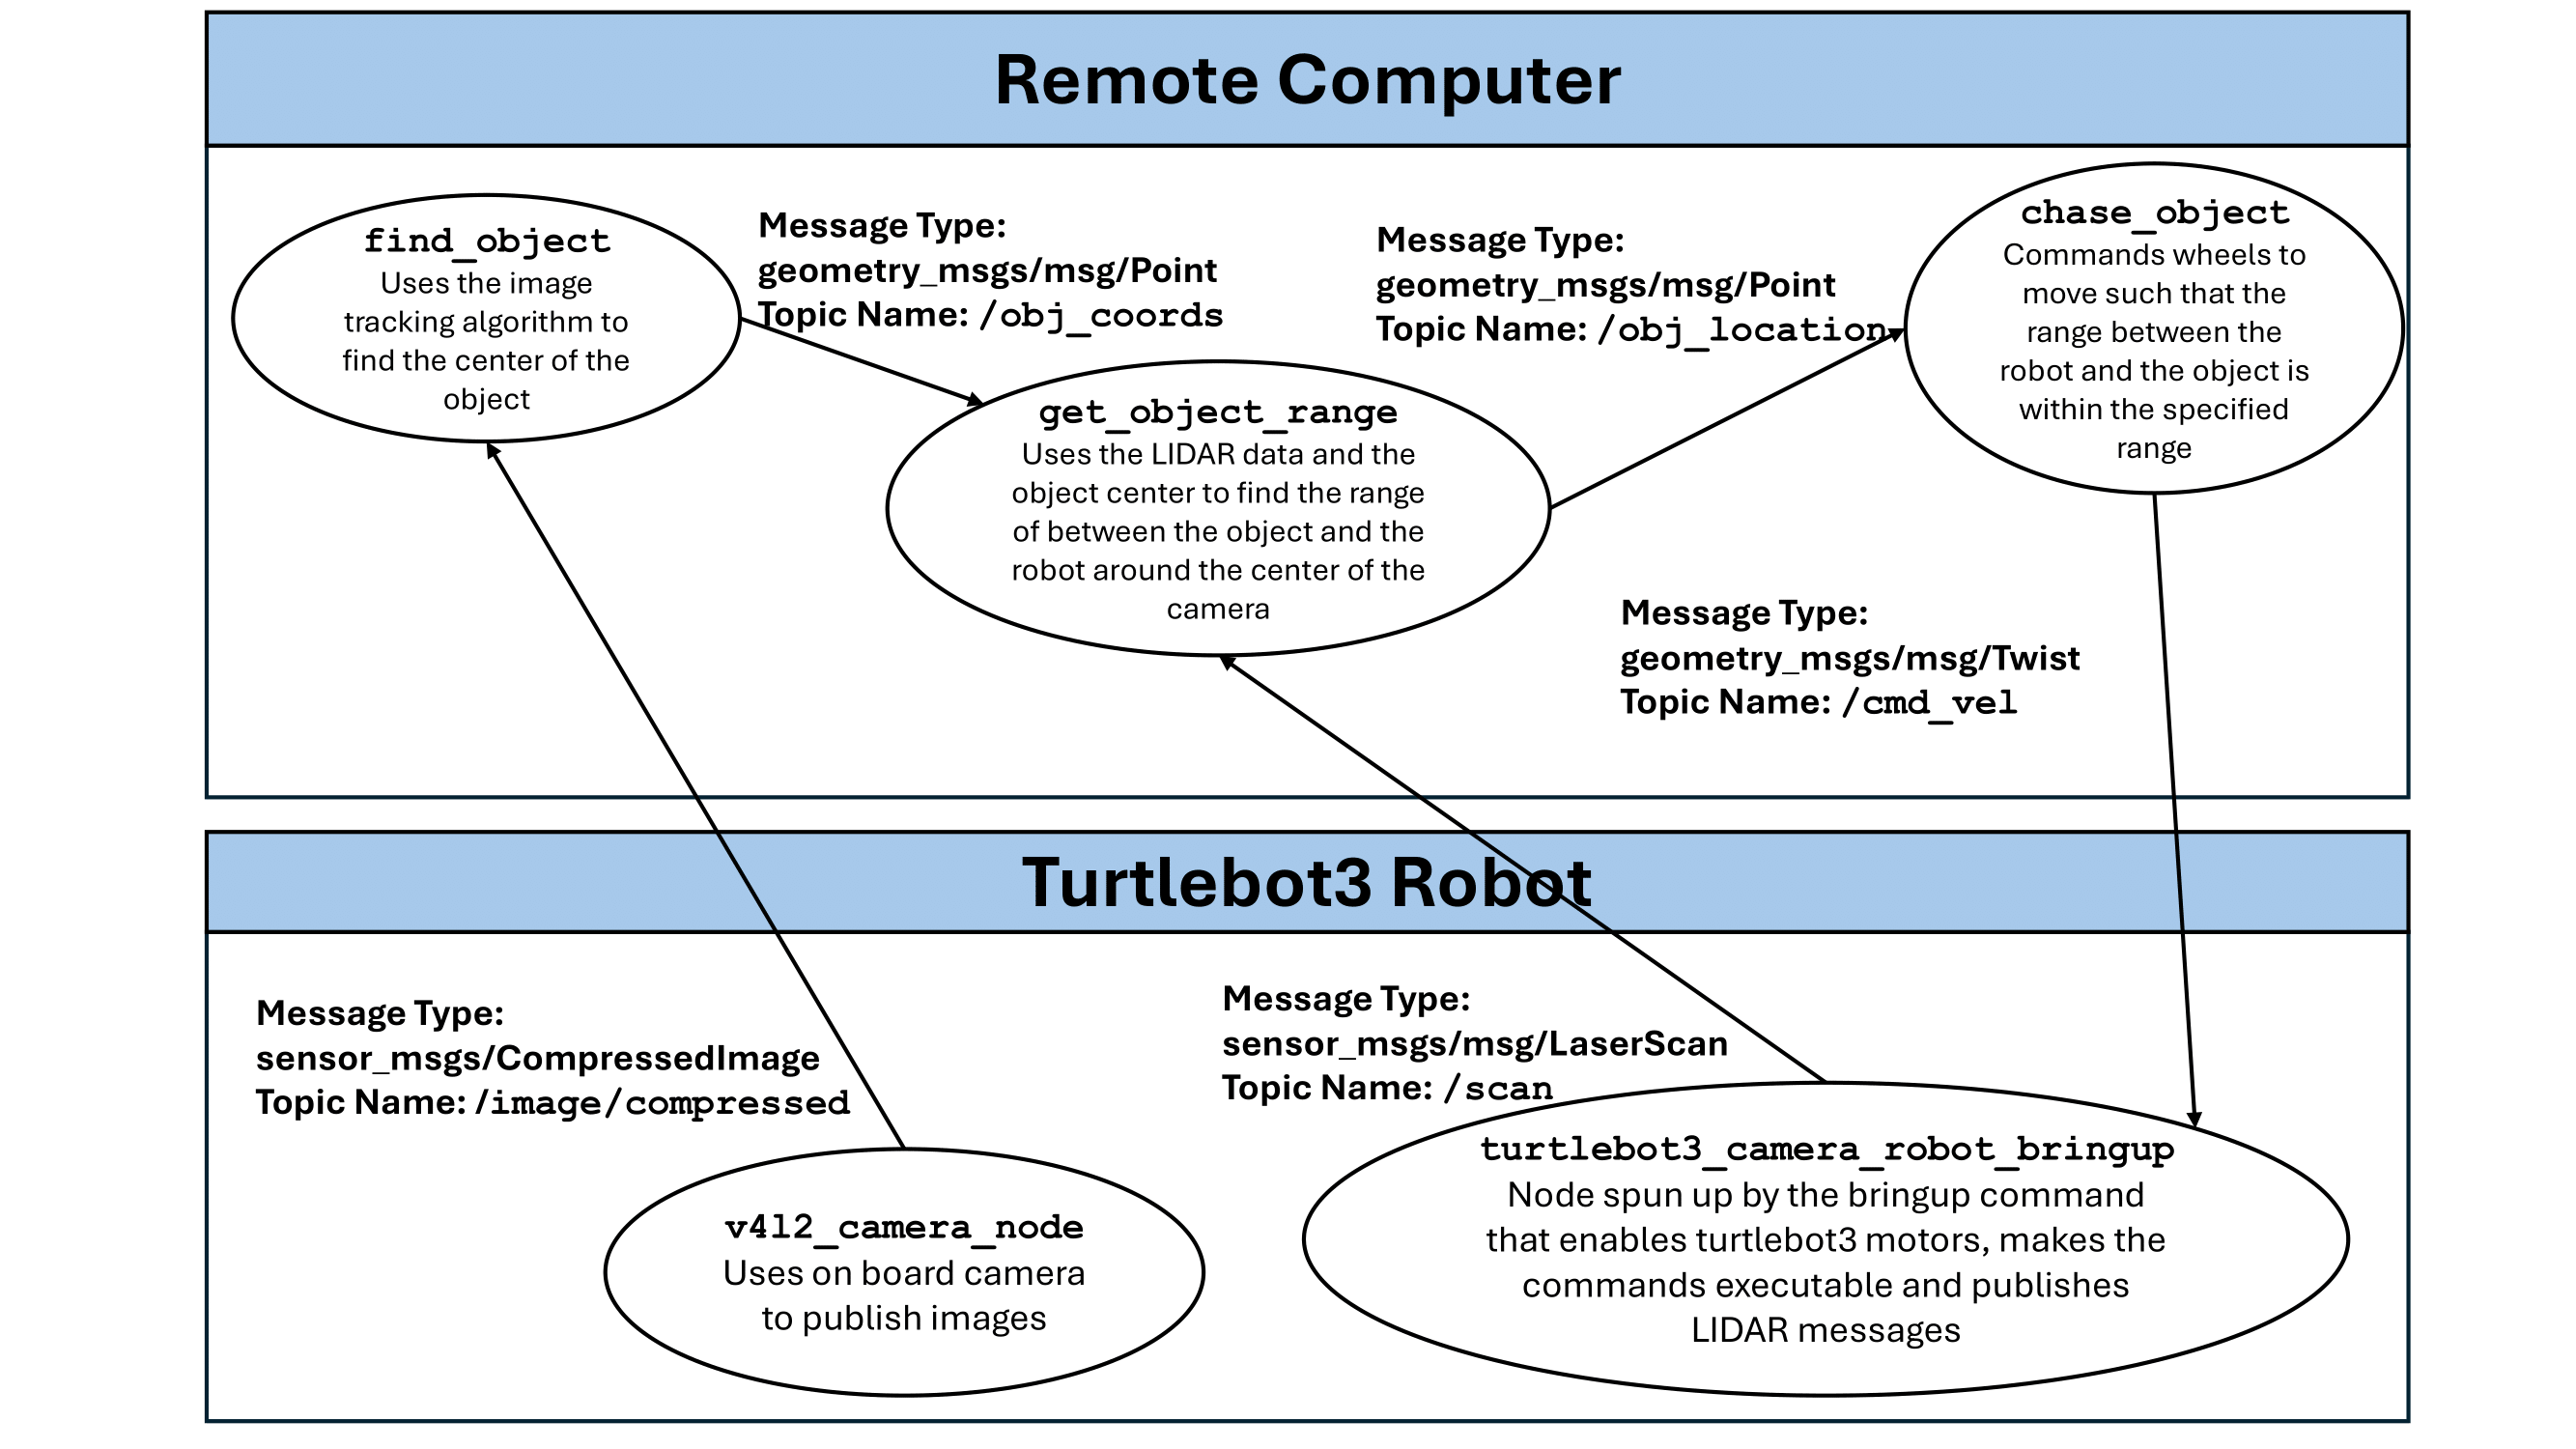 Remote Computer
find_object
Uses the image
tracking algorithm to
find the center of the
object
Message Type:
geometry_msgs/msg/Point
Topic Name: /obj_coords
get_object_range
Uses the LIDAR data and the
object center to find the range
of between the object and the
robot around the center of the
camera
Message Type:
geometry_msgs/msg/Point
Topic Name: /obj_location
chase_object
Commands wheels to
move such that the
range between the
robot and the object is
within the specified
range
Message Type:
geometry_msgs/msg/Twist
Topic Name: /cmd_vel
Turtlebot3 Robot
Message Type:
sensor_msgs/CompressedImage
Topic Name: /image/compressed
v4l2_camera_node
Uses on board camera
to publish images
Message Type:
sensor_msgs/msg/LaserScan
Topic Name: /scan
turtlebot3_camera_robot_bringup
Node spun up by the bringup command
that enables turtlebot3 motors, makes the
commands executable and publishes
LIDAR messages